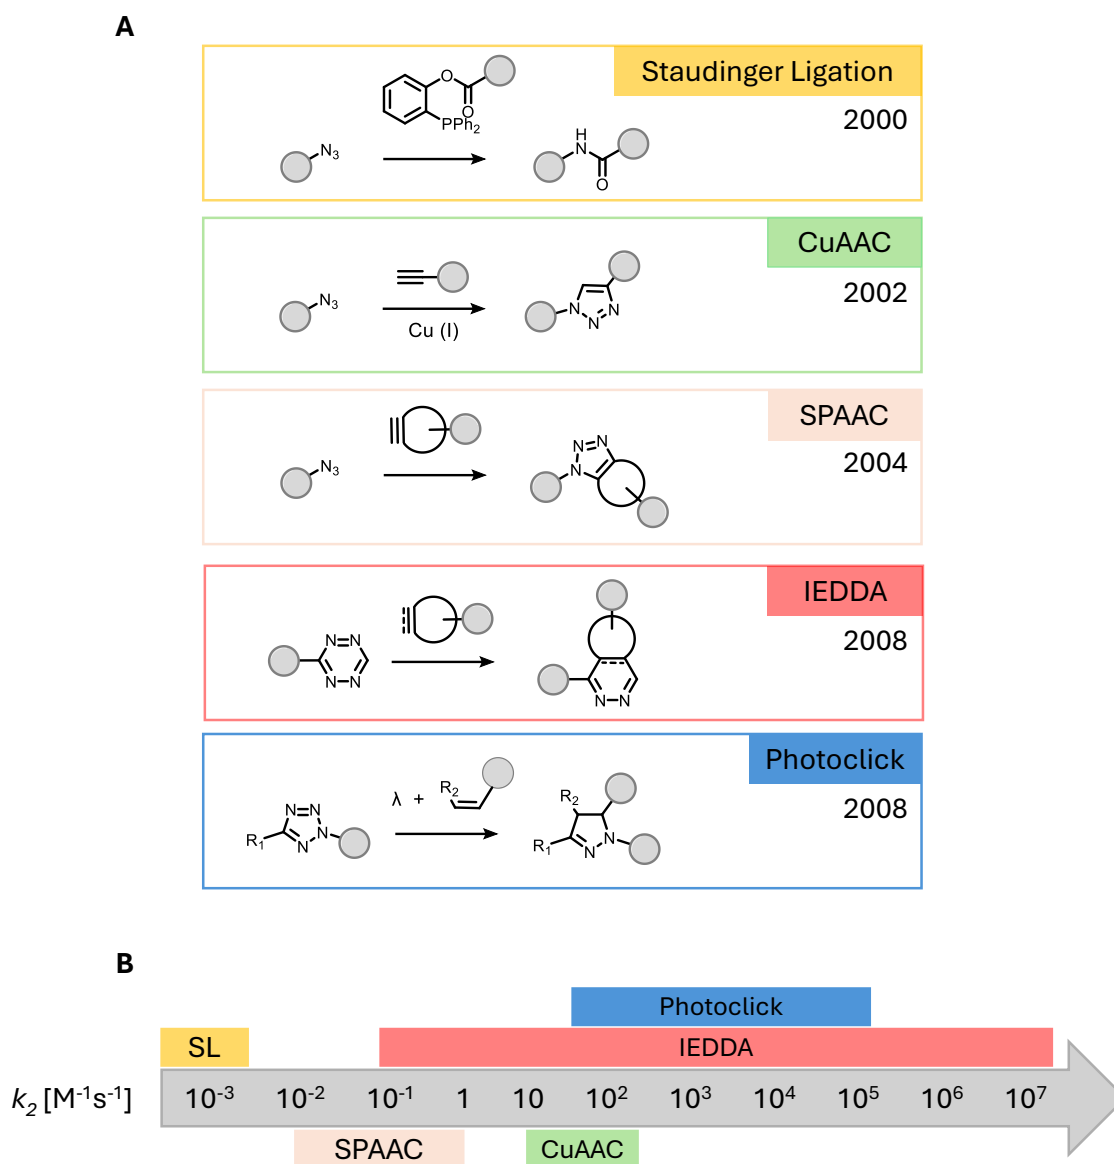 A
Staudinger Ligation
2000
O
O
PPh₂
N₃
H
N
O
CuAAC
2002
N₃
Cu (I)
N
N
N
SPAAC
2004
N₃
N
N
N
IEDDA
2008
N N
N N
N N
Photoclick
2008
λ +
R₂
N N
N
N
R₁
R₂
N
N
R₁
B
Photoclick
SL
IEDDA
k₂ [M⁻¹s⁻¹]
10⁻³ 10⁻² 10⁻¹ 1 10 10² 10³ 10⁴ 10⁵ 10⁶ 10⁷
SPAAC
CuAAC